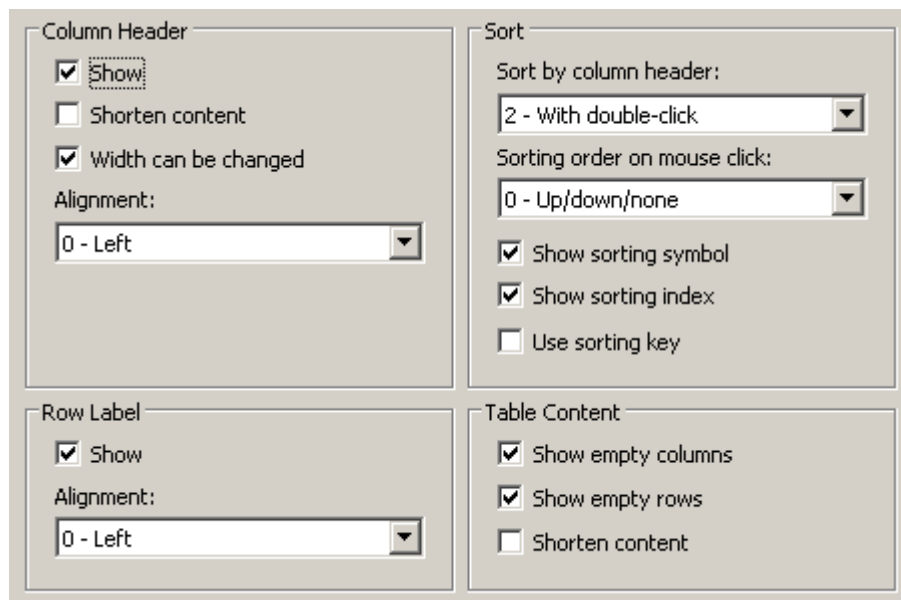 Column Header
Show
Shorten content
Width can be changed
Alignment:
0 - Left
Sort
Sort by column header:
2 - With double-click
Sorting order on mouse click:
0 - Up/down/none
Show sorting symbol
Show sorting index
Use sorting key
Row Label
Show
Alignment:
0 - Left
Table Content
Show empty columns
Show empty rows
Shorten content